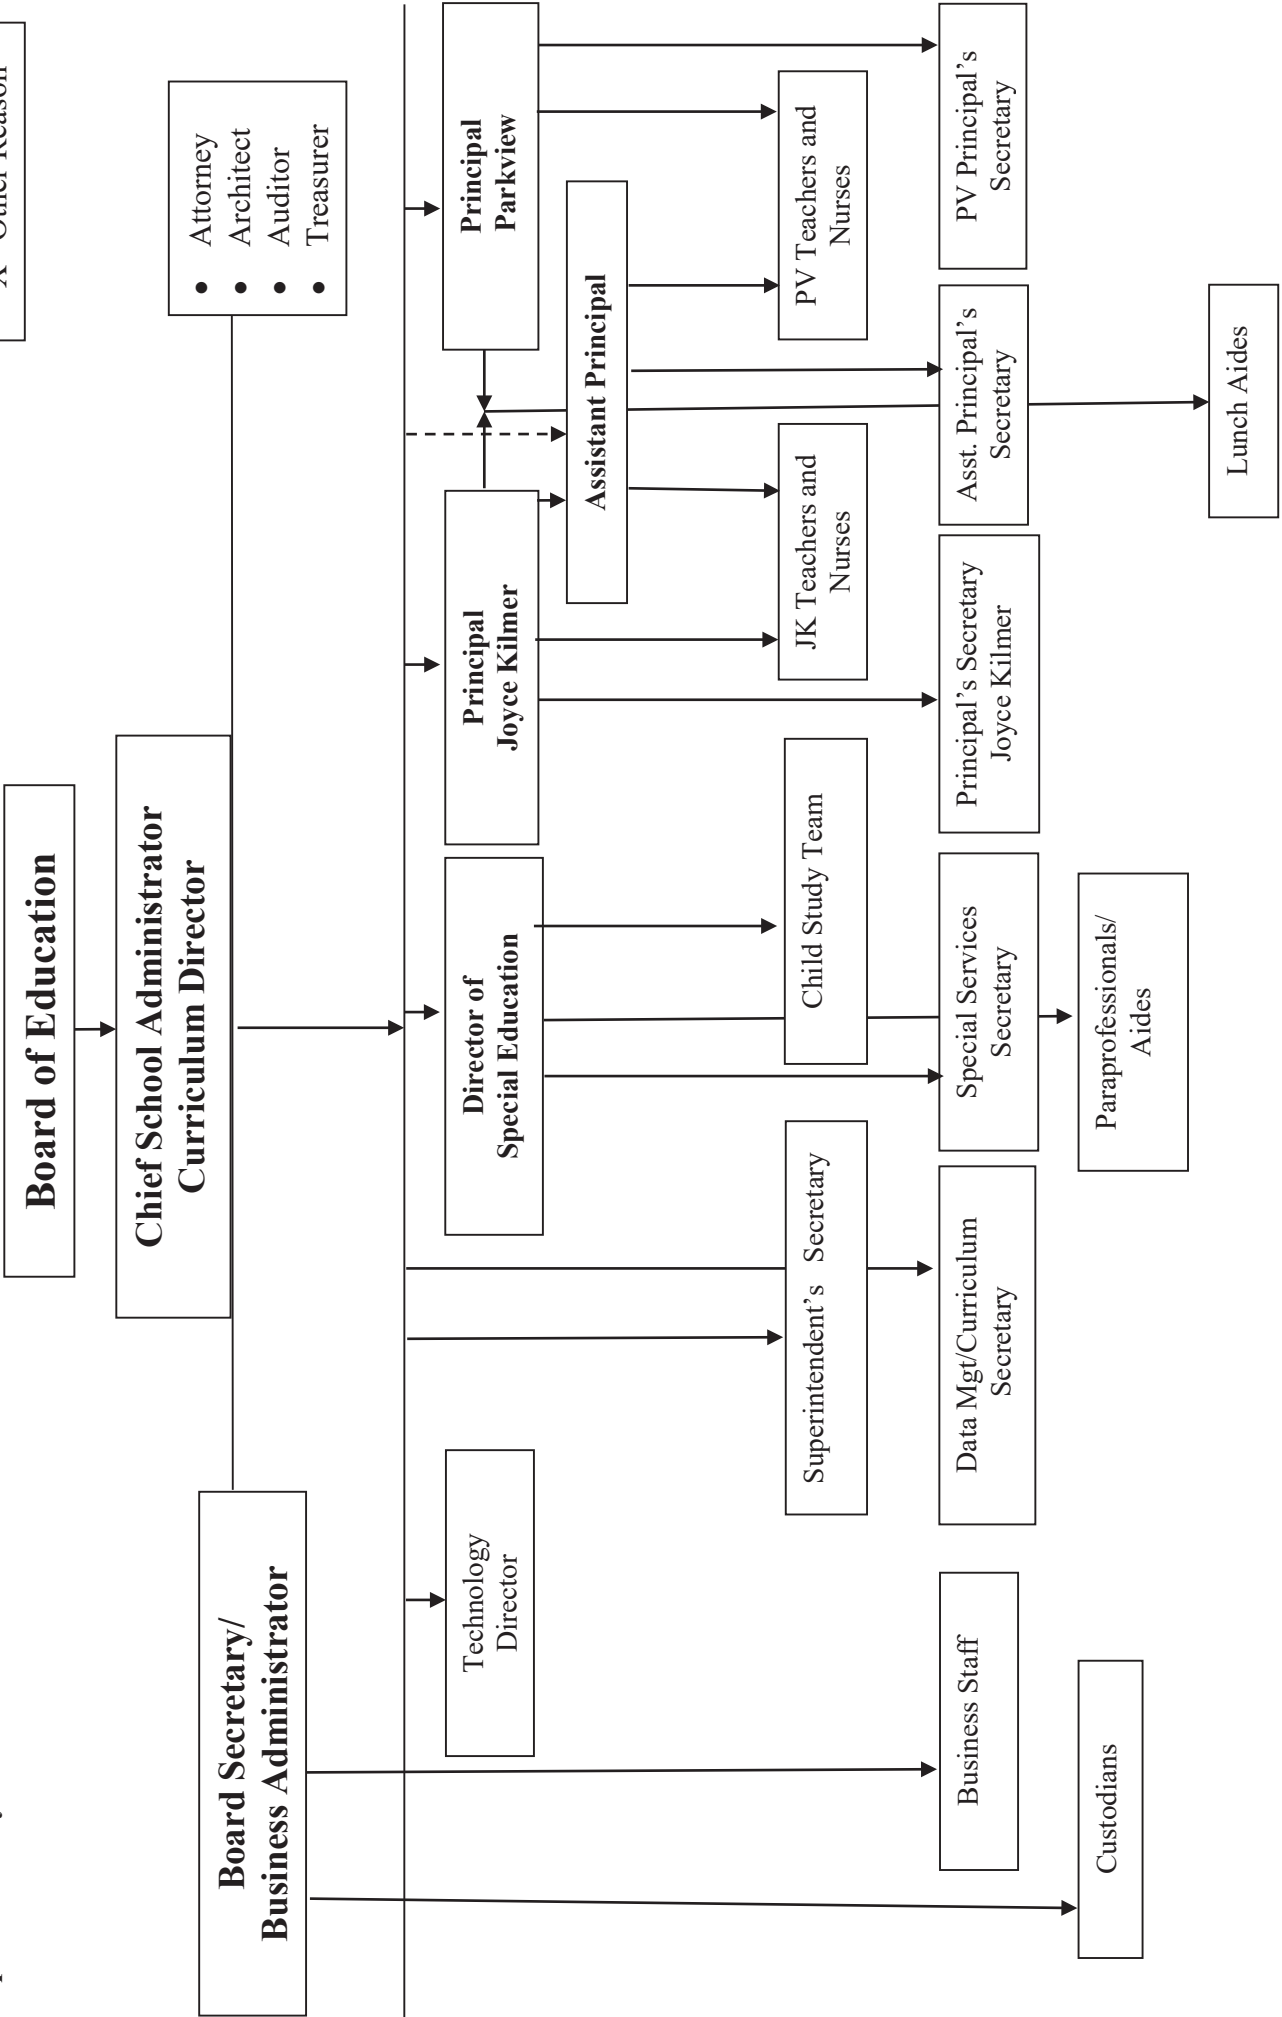 X Other Reason
Board of Education
Chief School Administrator
Curriculum Director
• Attorney
• Architect
• Auditor
• Treasurer
Board Secretary/
Business Administrator
Technology
Director
Director of
Special Education
Principal
Joyce Kilmer
Principal
Parkview
Assistant Principal
Superintendent's Secretary
Child Study Team
JK Teachers and
Nurses
PV Teachers and
Nurses
Business Staff
Data Mgt/Curriculum
Secretary
Special Services
Secretary
Principal's Secretary
Joyce Kilmer
Asst. Principal's
Secretary
PV Principal's
Secretary
Custodians
Paraprofessionals/
Aides
Lunch Aides